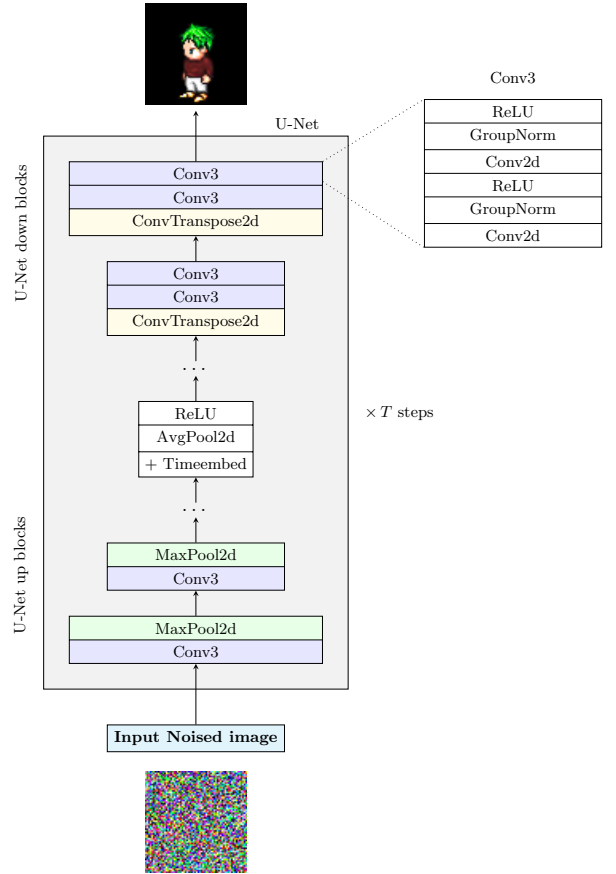 U-Net
Conv3
Conv3
ConvTranspose2d
Conv3
Conv3
ConvTranspose2d
. . .
ReLU
AvgPool2d
+ Timeembed
. . .
MaxPool2d
Conv3
MaxPool2d
Conv3
Input Noised image
U-Net down blocks
U-Net up blocks
× T steps
Conv3
ReLU
GroupNorm
Conv2d
ReLU
GroupNorm
Conv2d